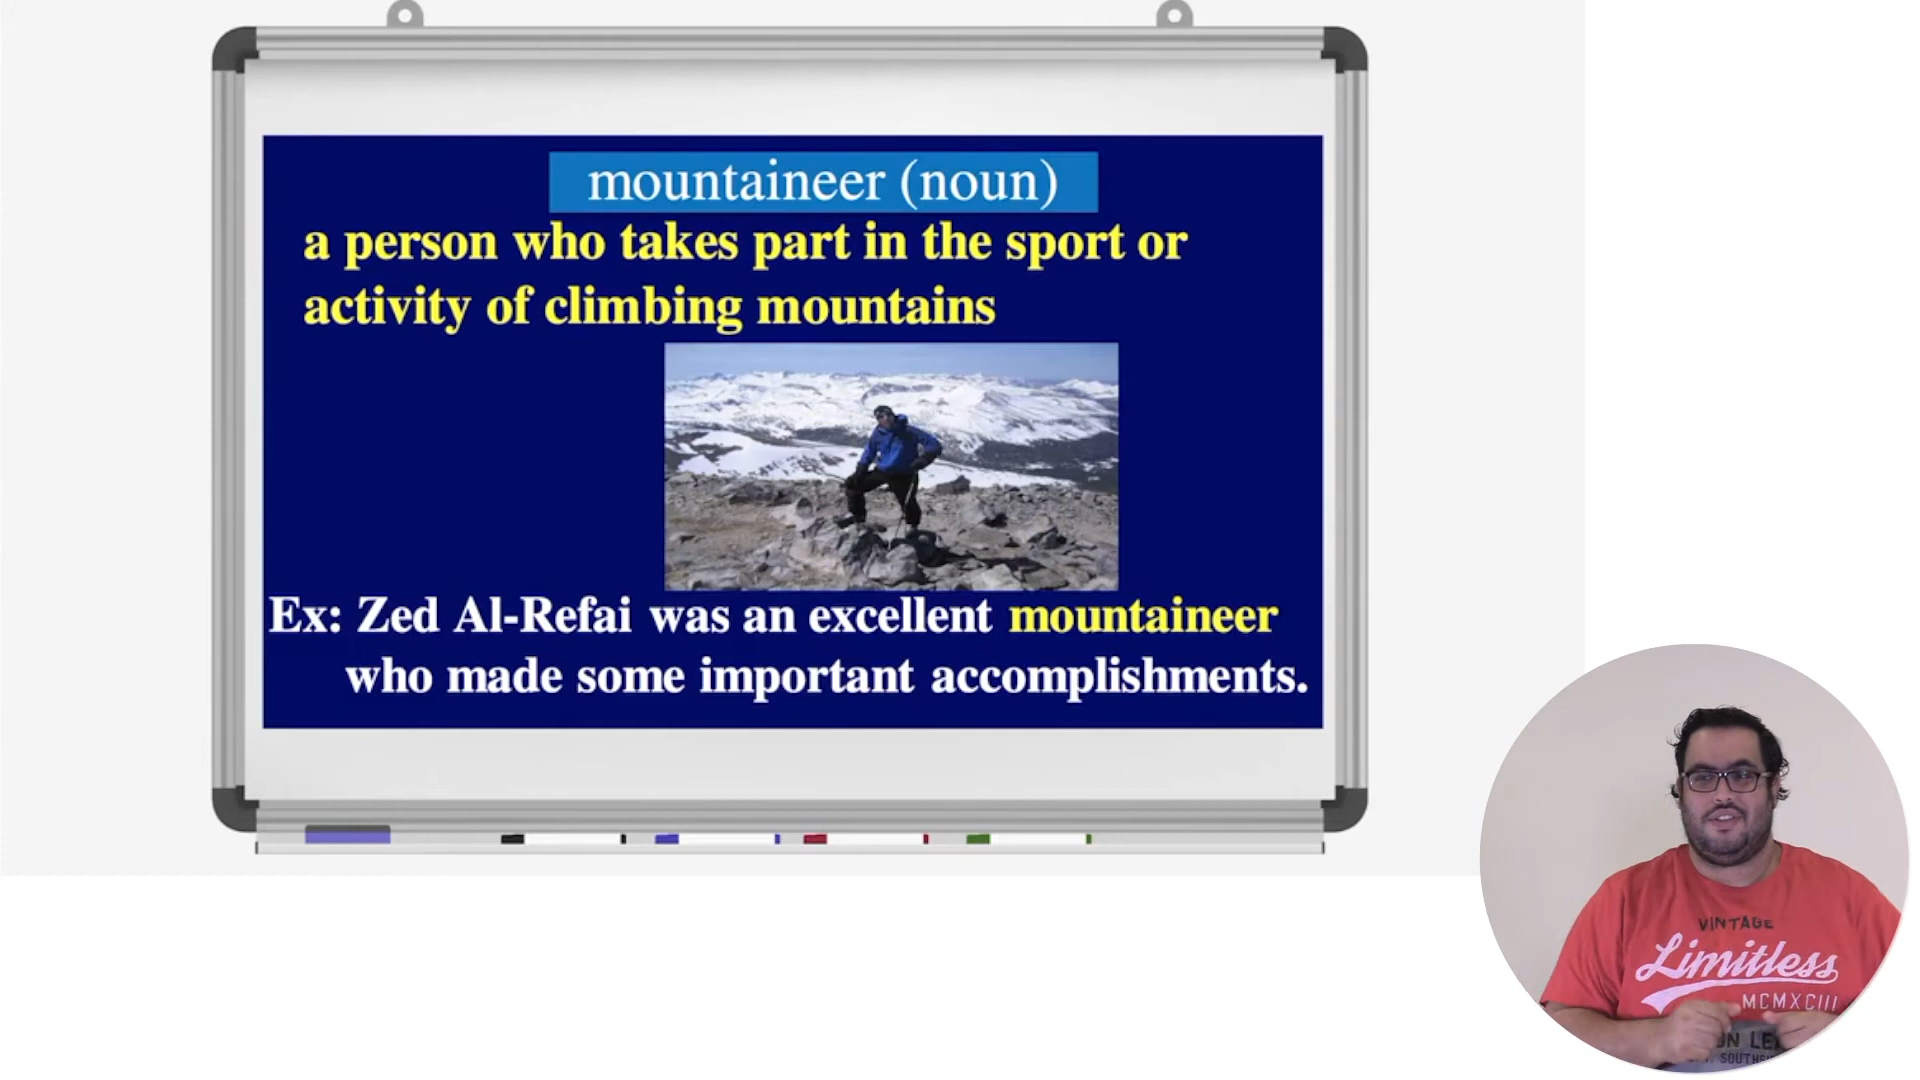 mountaineer (noun)
a person who takes part in the sport or
activity of climbing mountains
Ex: Zed Al-Refai was an excellent mountaineer
who made some important accomplishments.
VINTAGE
Limitless
MCMXCIII